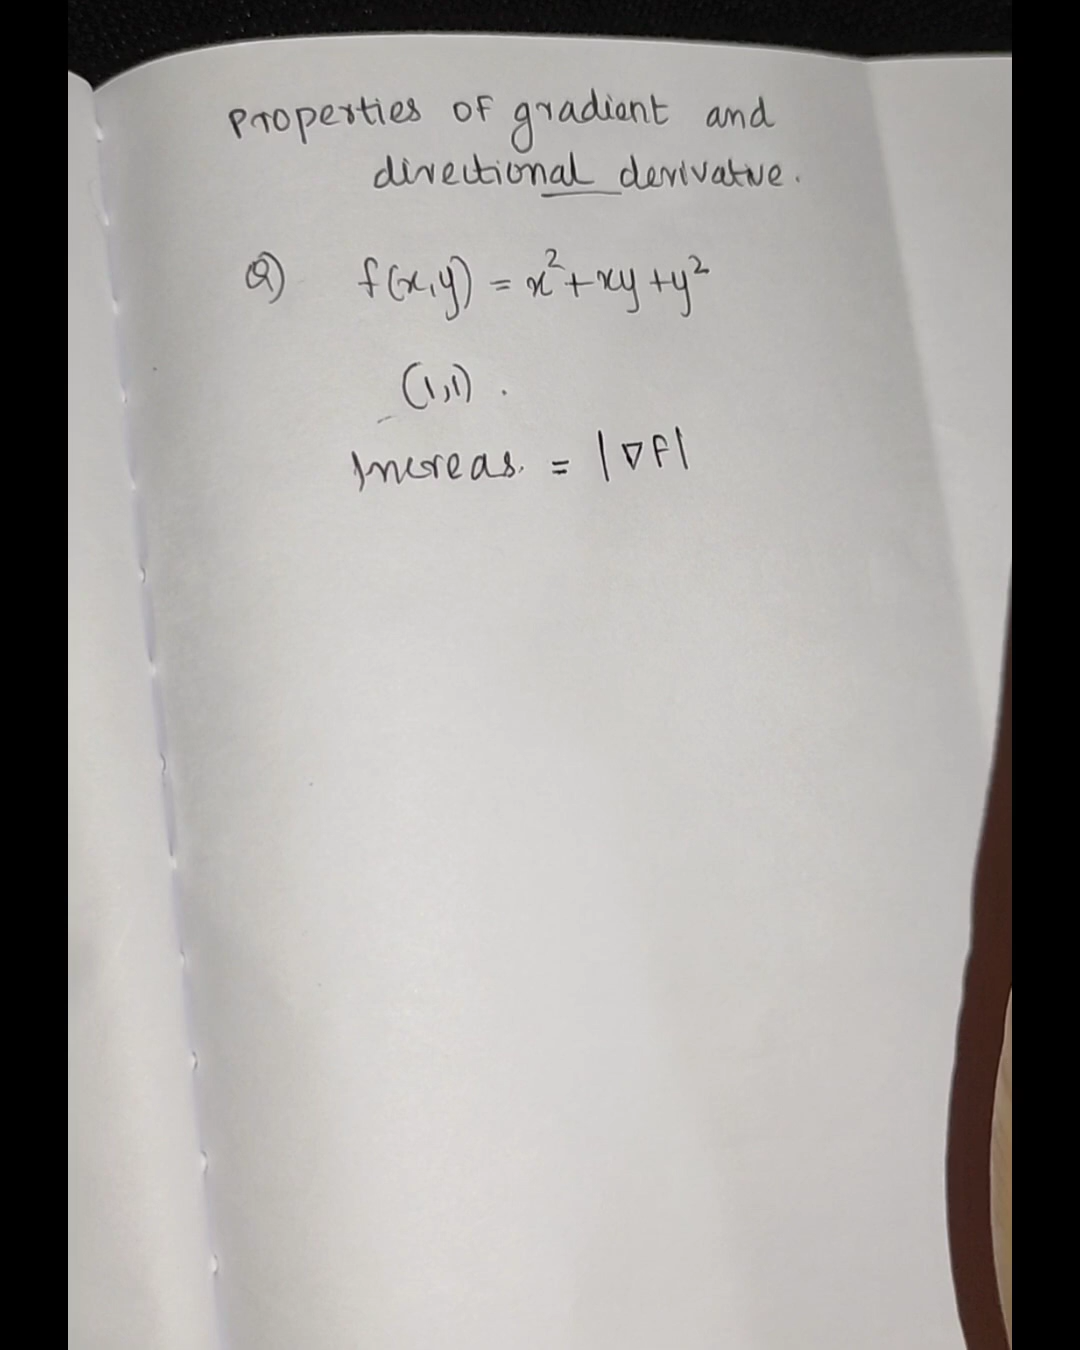 Properties of gradient and
directional derivative.
Q) f(x,y) = x²+xy+y²
(1,1).
Increas. = |∇F|